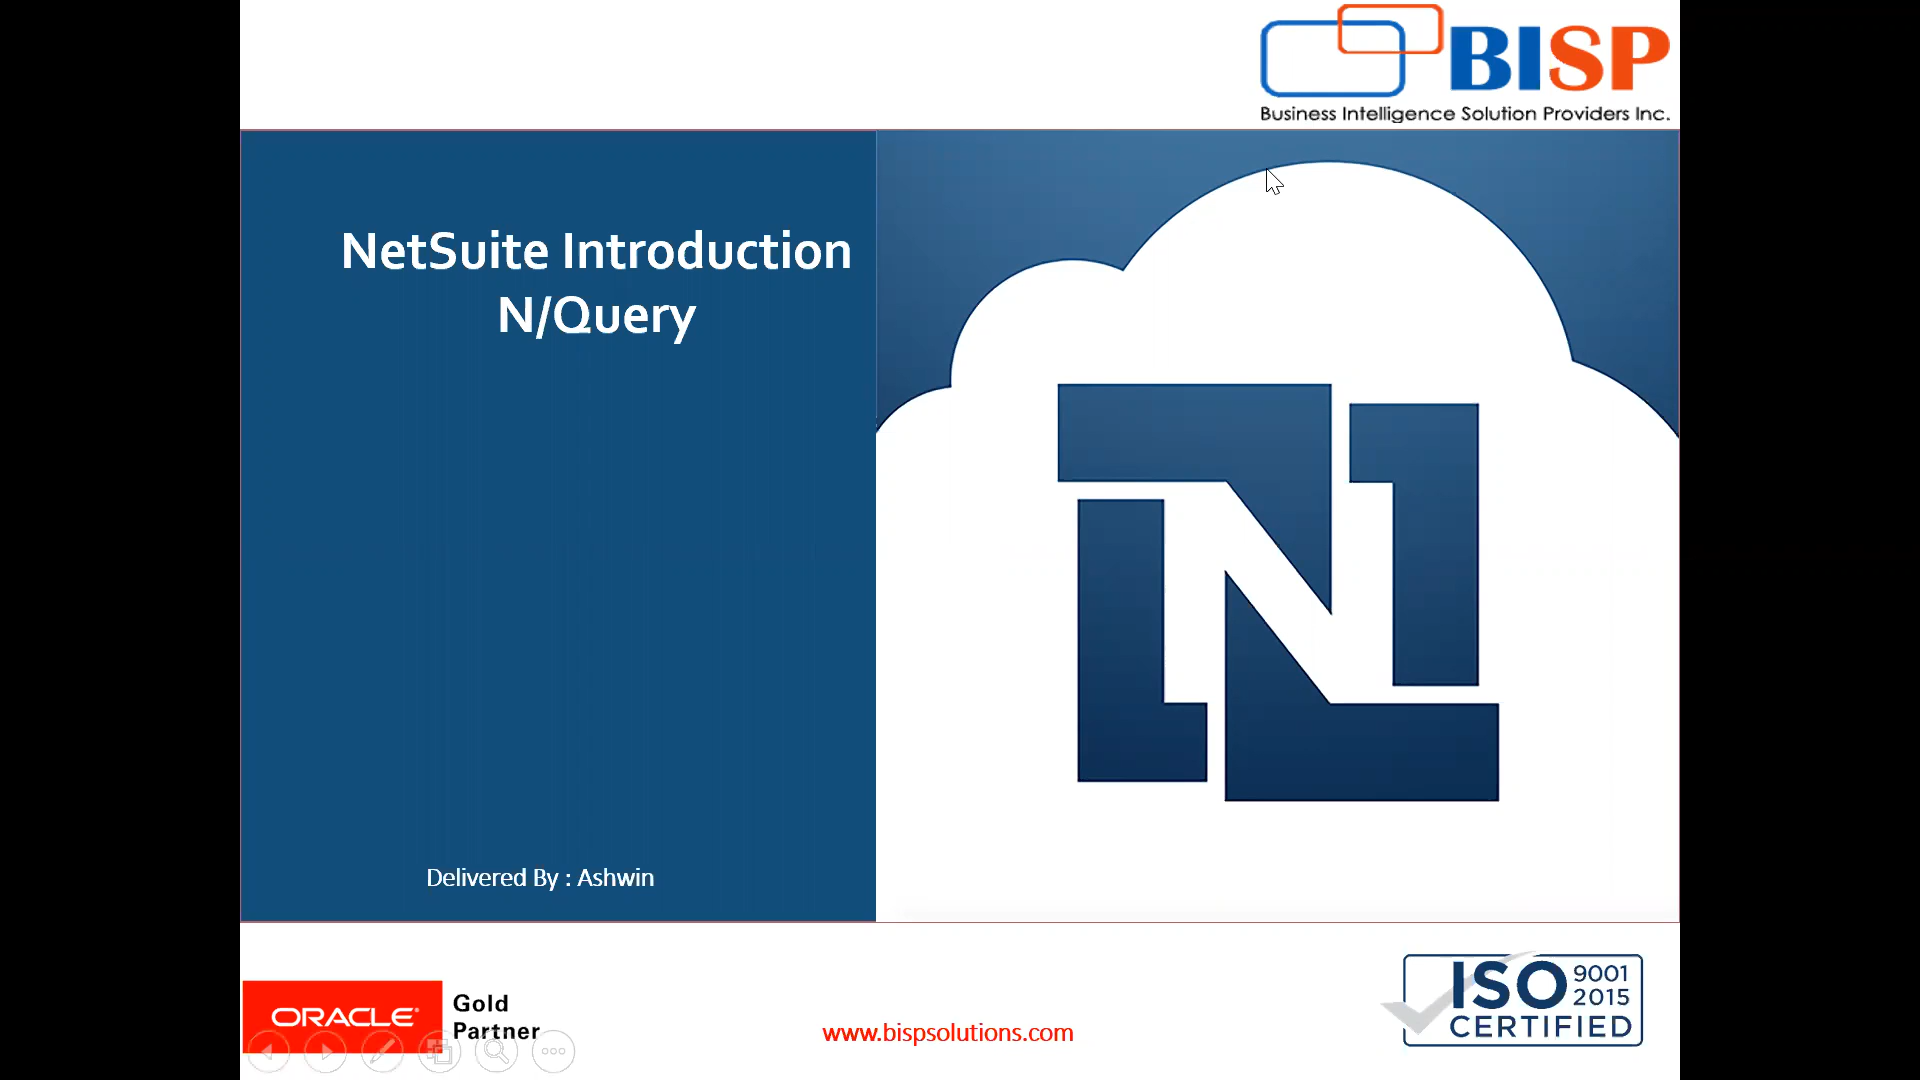 BISP
Business Intelligence Solution Providers Inc.
NetSuite Introduction
N/Query
Delivered By : Ashwin
ORACLE
Gold
Partner
www.bispsolutions.com
ISO 9001
2015
CERTIFIED